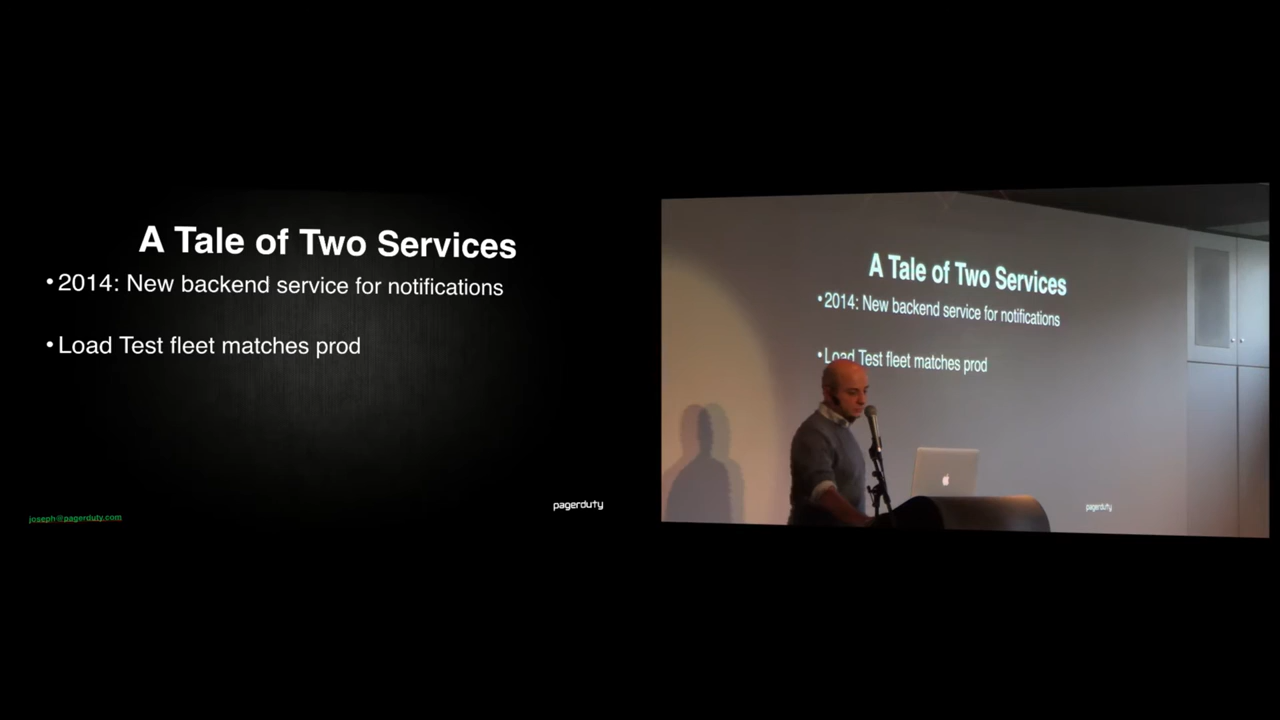 A Tale of Two Services
• 2014: New backend service for notifications
• Load Test fleet matches prod
joseph@pagerduty.com
pagerduty
A Tale of Two Services
• 2014: New backend service for notifications
• Load Test fleet matches prod
pagerduty